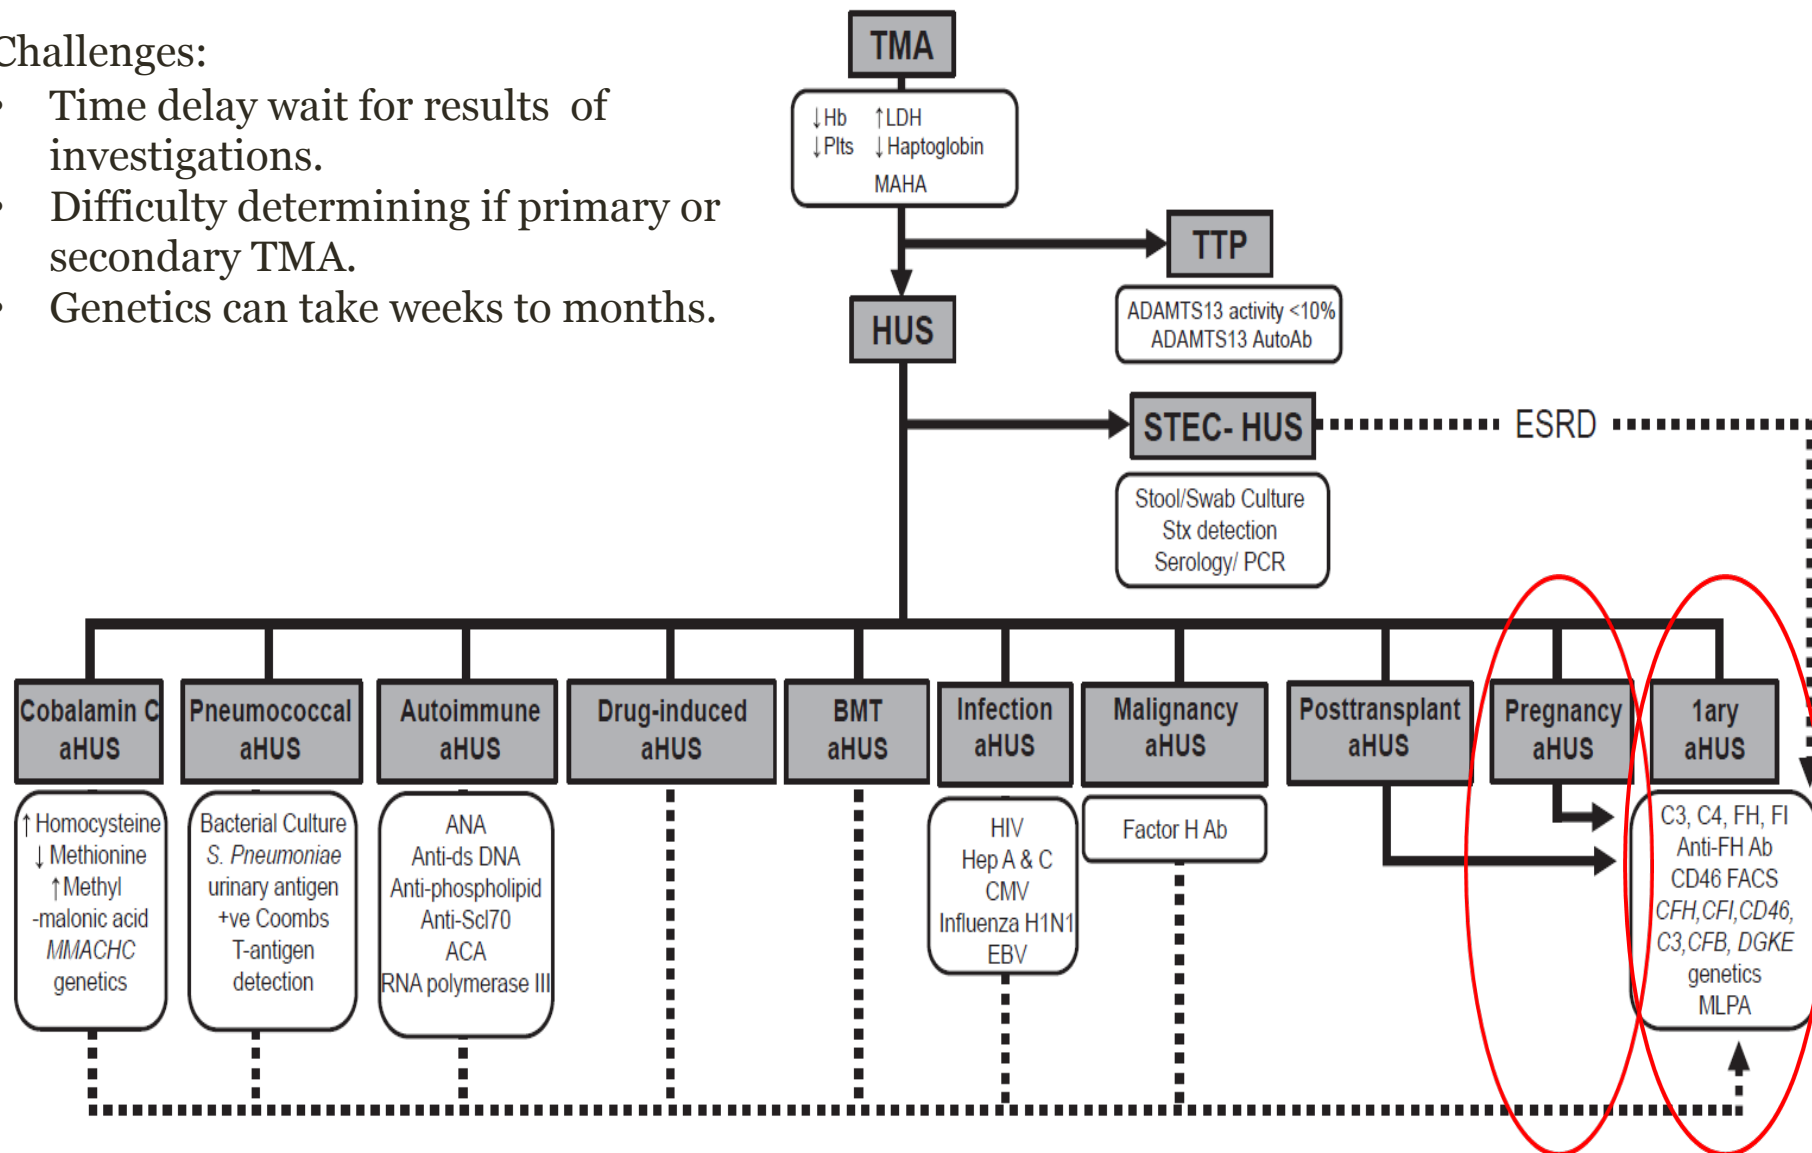 Challenges:
• Time delay wait for results of
investigations.
• Difficulty determining if primary or
secondary TMA.
• Genetics can take weeks to months.
TMA
↓Hb ↑LDH
↓Plts ↓Haptoglobin
MAHA
TTP
ADAMTS13 activity <10%
ADAMTS13 AutoAb
HUS
STEC- HUS
ESRD
Stool/Swab Culture
Stx detection
Serology/ PCR
Cobalamin C
aHUS
↑Homocysteine
↓Methionine
↑Methyl
-malonic acid
MMACHC
genetics
Pneumococcal
aHUS
Bacterial Culture
S. Pneumoniae
urinary antigen
+ve Coombs
T-antigen
detection
Autoimmune
aHUS
ANA
Anti-ds DNA
Anti-phospholipid
Anti-Scl70
ACA
RNA polymerase III
Drug-induced
aHUS
BMT
aHUS
Infection
aHUS
HIV
Hep A & C
CMV
Influenza H1N1
EBV
Malignancy
aHUS
Factor H Ab
Posttransplant
aHUS
Pregnancy
aHUS
1ary
aHUS
C3, C4, FH, FI
Anti-FH Ab
CD46 FACS
CFH,CFI,CD46,
C3,CFB, DGKE
genetics
MLPA